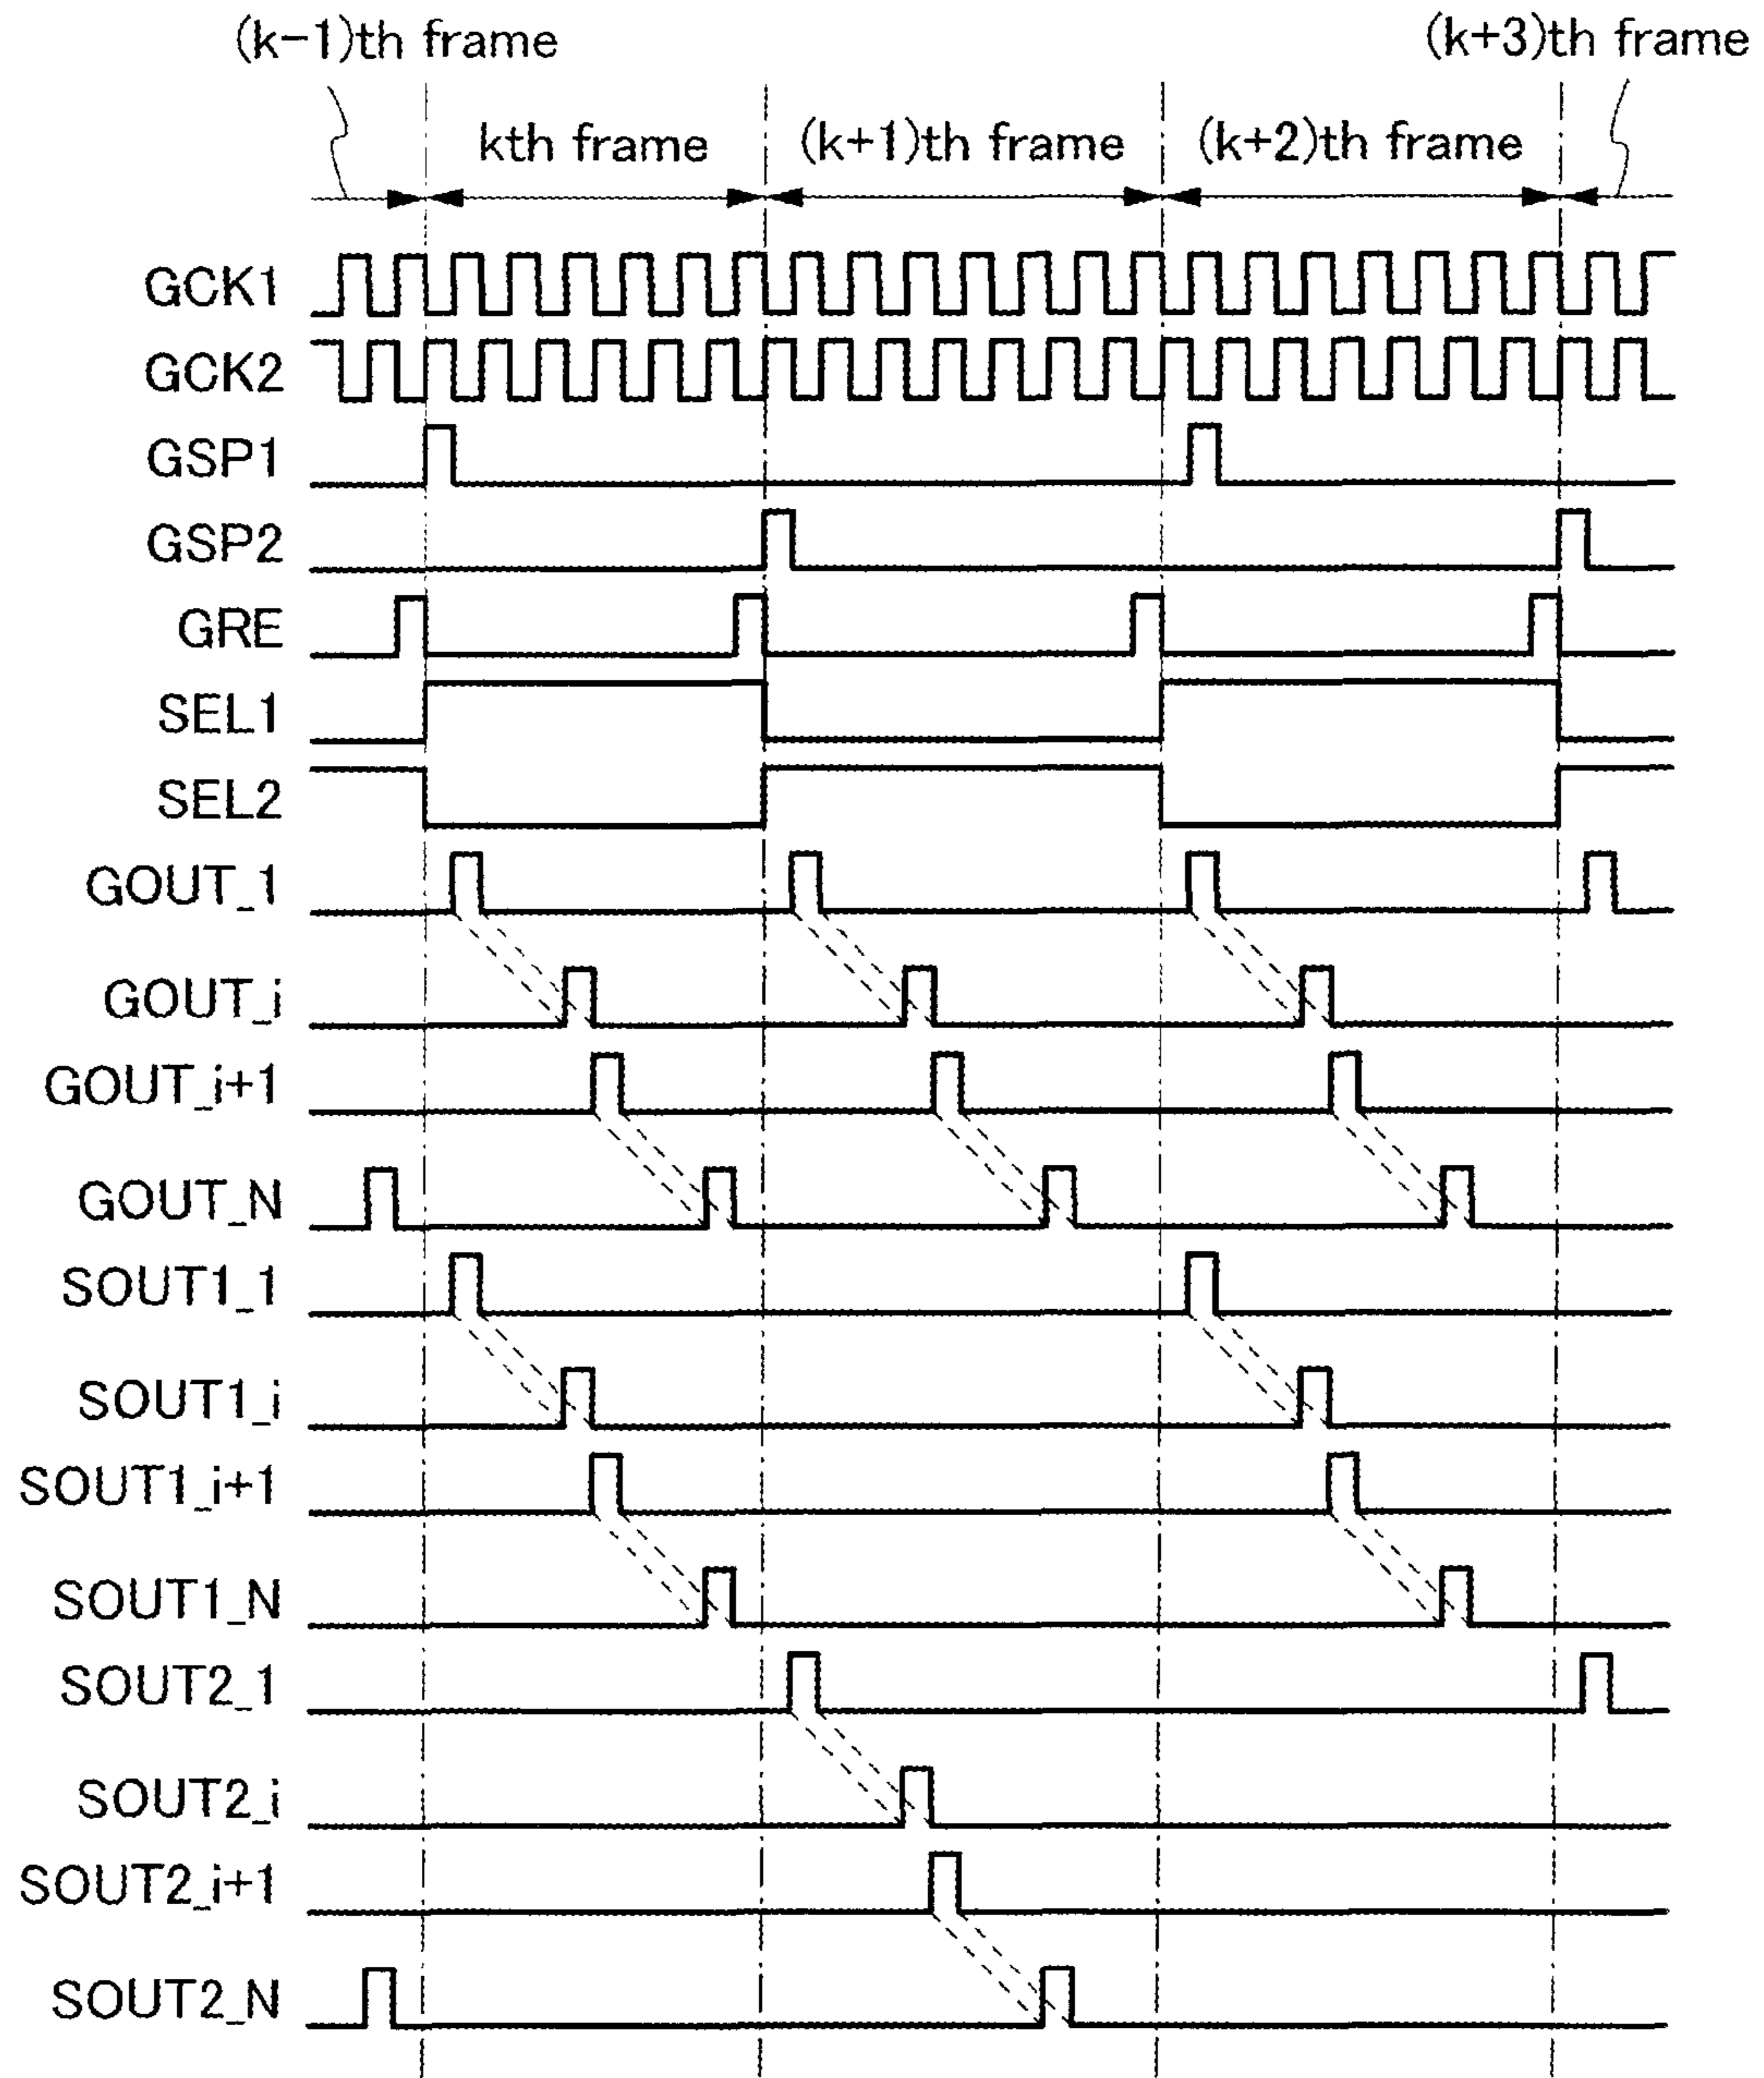 (k-1)th frame
(k+3)th frame
kth frame
(k+1)th frame
(k+2)th frame
GCK1
GCK2
GSP1
GSP2
GRE
SEL1
SEL2
GOUT_1
GOUT_i
GOUT_i+1
GOUT_N
SOUT1_1
SOUT1_i
SOUT1_i+1
SOUT1_N
SOUT2_1
SOUT2_i
SOUT2_i+1
SOUT2_N